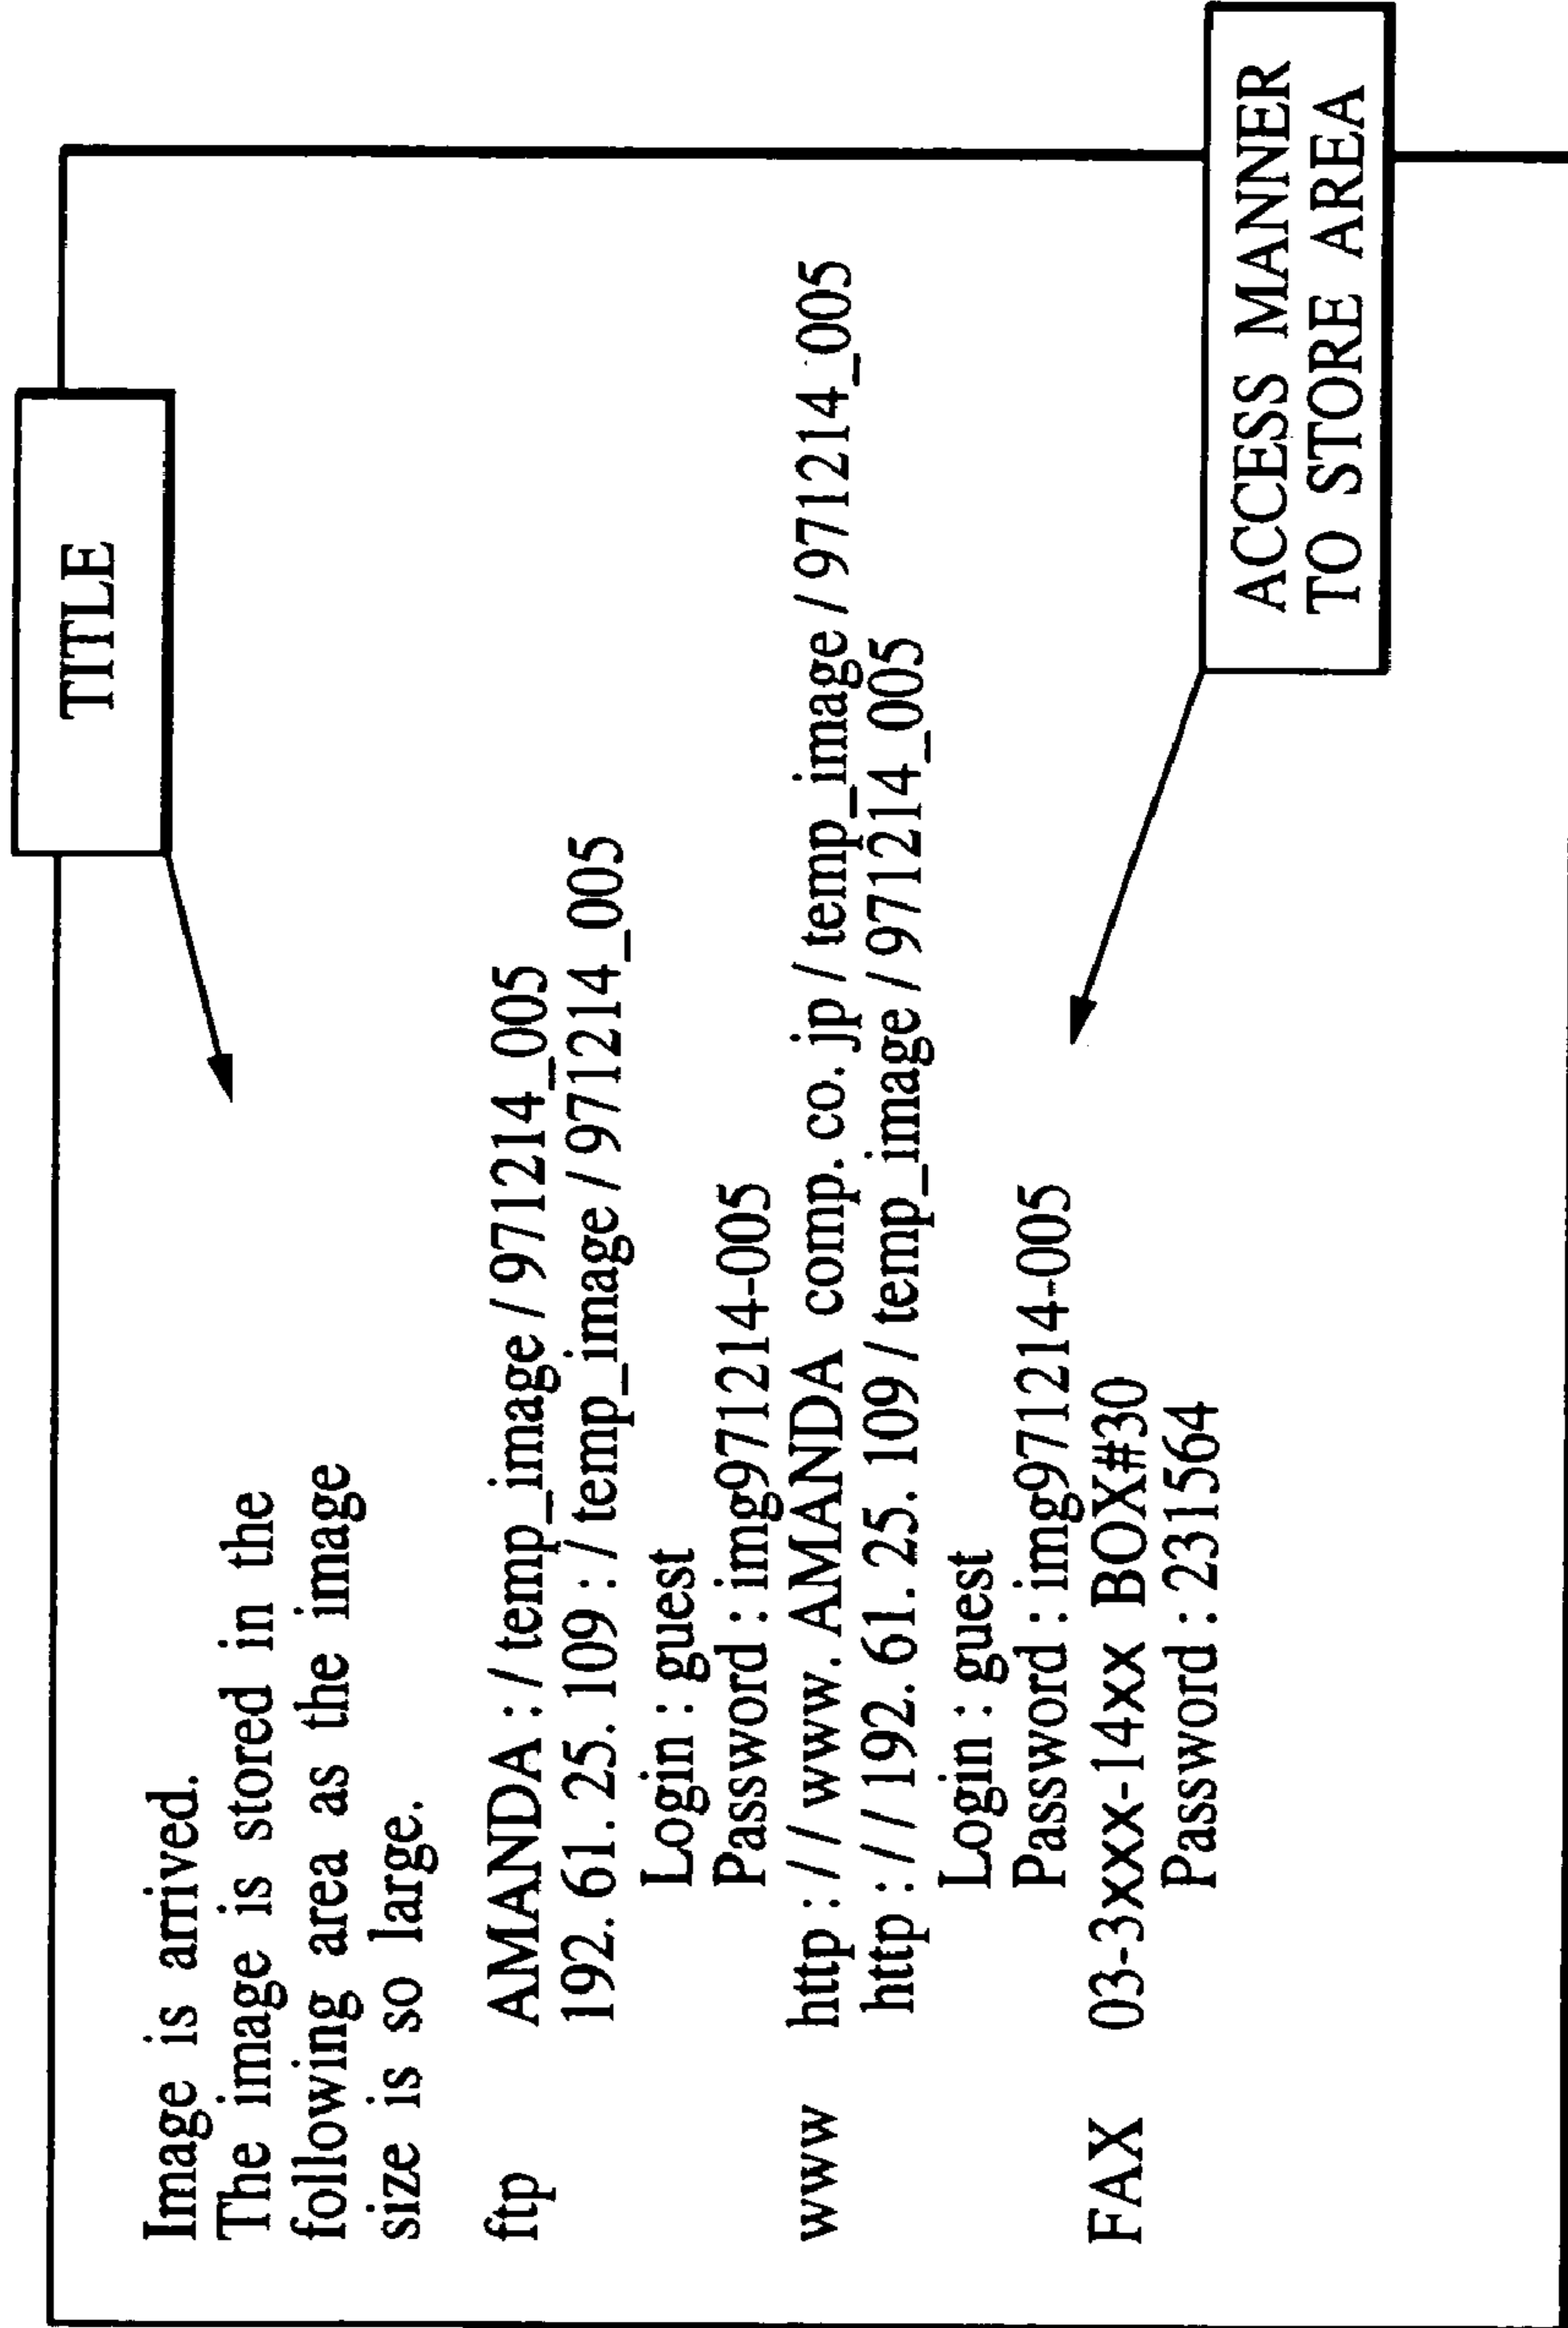 TITLE
Image is arrived.
The image is stored in the
following area as the image
size is so large.
ftp AMANDA : // temp_image / 971214_005
192. 61. 25. 109 : / temp_image / 971214_005
Login : guest
Password : img971214-005
www http : // www. AMANDA comp. co. jp / temp_image / 971214_005
http : // 192. 61. 25. 109 / temp_image / 971214_005
Login : guest
Password : img971214-005
FAX 03-3xxx-14xx BOX#30
Password : 231564
ACCESS MANNER
TO STORE AREA